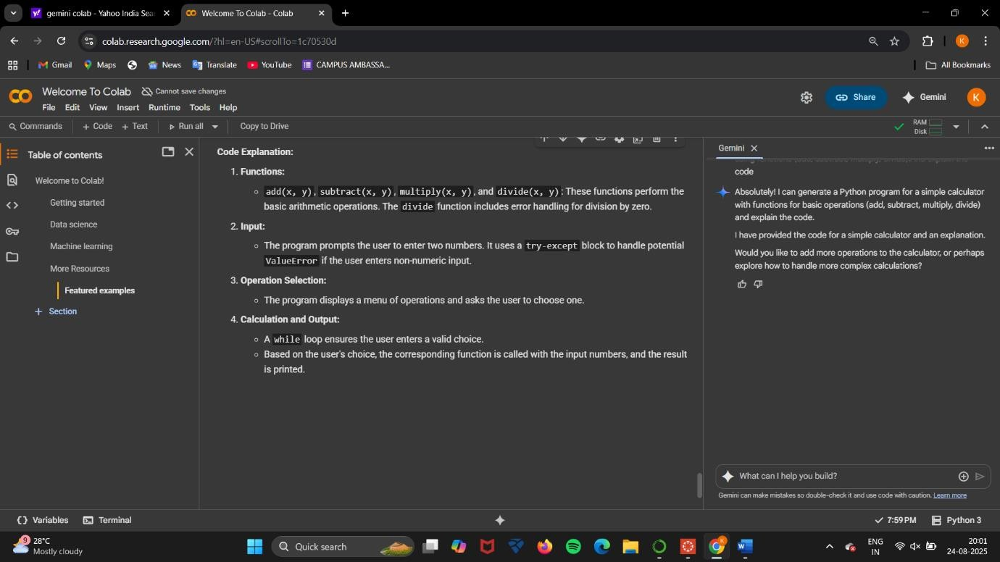 gemini colab - Yahoo India Sea
Welcome To Colab - Colab
colab.research.google.com/?hl=en-US#scrollTo=1c70530d
K
Gmail
Maps
News
Translate
YouTube
CAMPUS AMBASSA...
All Bookmarks
Welcome To Colab
Cannot save changes
File Edit View Insert Runtime Tools Help
Share
Gemini
K
Commands
+ Code + Text
Run all
Copy to Drive
RAM
Disk
Table of contents
Welcome to Colab!
Getting started
Data science
Machine learning
More Resources
Featured examples
+ Section
Code Explanation:
1. Functions:
add(x, y), subtract(x, y), multiply(x, y), and divide(x, y): These functions perform the
basic arithmetic operations. The divide function includes error handling for division by zero.
2. Input:
The program prompts the user to enter two numbers. It uses a try-except block to handle potential
ValueError if the user enters non-numeric input.
3. Operation Selection:
The program displays a menu of operations and asks the user to choose one.
4. Calculation and Output:
A while loop ensures the user enters a valid choice.
Based on the user's choice, the corresponding function is called with the input numbers, and the result
is printed.
Gemini
code
Absolutely! I can generate a Python program for a simple calculator
with functions for basic operations (add, subtract, multiply, divide)
and explain the code.
I have provided the code for a simple calculator and an explanation.
Would you like to add more operations to the calculator, or perhaps
explore how to handle more complex calculations?
What can I help you build?
Gemini can make mistakes so double-check it and use code with caution. Learn more
Variables
Terminal
7:59 PM
Python 3
9
28°C
Mostly cloudy
Quick search
ENG
IN
20:01
24-08-2025